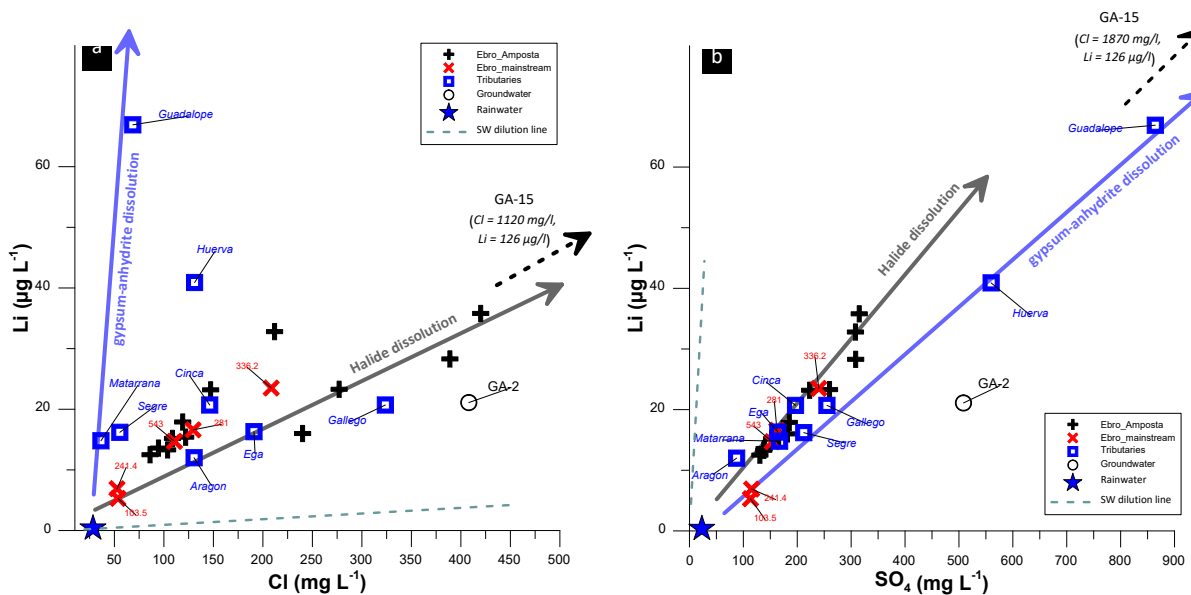 a
Ebro_Amposta
Ebro_mainstream
Tributaries
Groundwater
Rainwater
SW dilution line
Guadalope
gypsum-anhydrite dissolution
GA-15
(Cl = 1120 mg/l,
Li = 126 µg/l)
Huerva
Halide dissolution
336.2
Cinca
Matarrana
Segre
GA-2
543
281
Gallego
Ega
Aragon
241.4
103.5
60
40
20
0
Li (µg L-1)
50
100
150
200
250
300
350
400
450
500
Cl (mg L-1)
b
GA-15
(Cl = 1870 mg/l,
Li = 126 µg/l)
Guadalope
Halide dissolution
gypsum-anhydrite dissolution
Huerva
336.2
Cinca
281
Ega
543
Gallego
Matarrana
Segre
Aragon
241.4
103.5
GA-2
Ebro_Amposta
Ebro_mainstream
Tributaries
Groundwater
Rainwater
SW dilution line
60
40
20
0
Li (µg L-1)
0
100
200
300
400
500
600
700
800
900
SO4 (mg L-1)